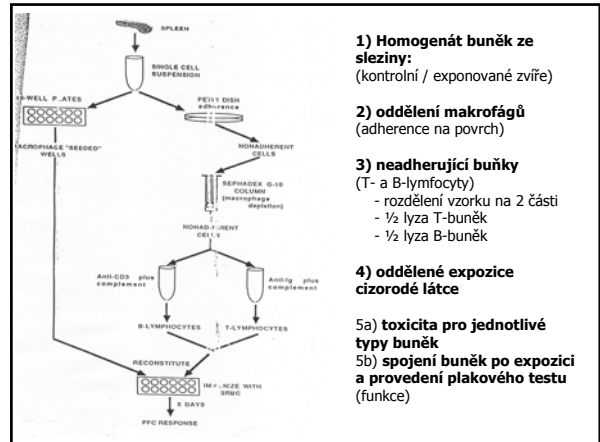 SPLEEN
SINGLE CELL
SUSPENSION
-WELL PLATES
PETRI DISH
adherence
MACROPHAGE "SEEDED"
WELLS
NONADHERENT
CELLS
SEPHADEX G-10
COLUMN
(macrophage
depletion)
NONADHERENT
CELLS
Anti-CD3 plus
complement
Anti-Ig plus
complement
B-LYMPHOCYTES
T-LYMPHOCYTES
RECONSTITUTE
IMMUNIZE WITH
5 DAYS
PFC RESPONSE
1) Homogenát buněk ze
sleziny:
(kontrolní / exponované zvíře)
2) oddělení makrofágů
(adherence na povrch)
3) neadherující buňky
(T- a B-lymfocyty)
- rozdělení vzorku na 2 části
- ½ lyza T-buněk
- ½ lyza B-buněk
4) oddělené expozice
cizorodé látce
5a) toxicita pro jednotlivé
typy buněk
5b) spojení buněk po expozici
a provedení plakového testu
(funkce)